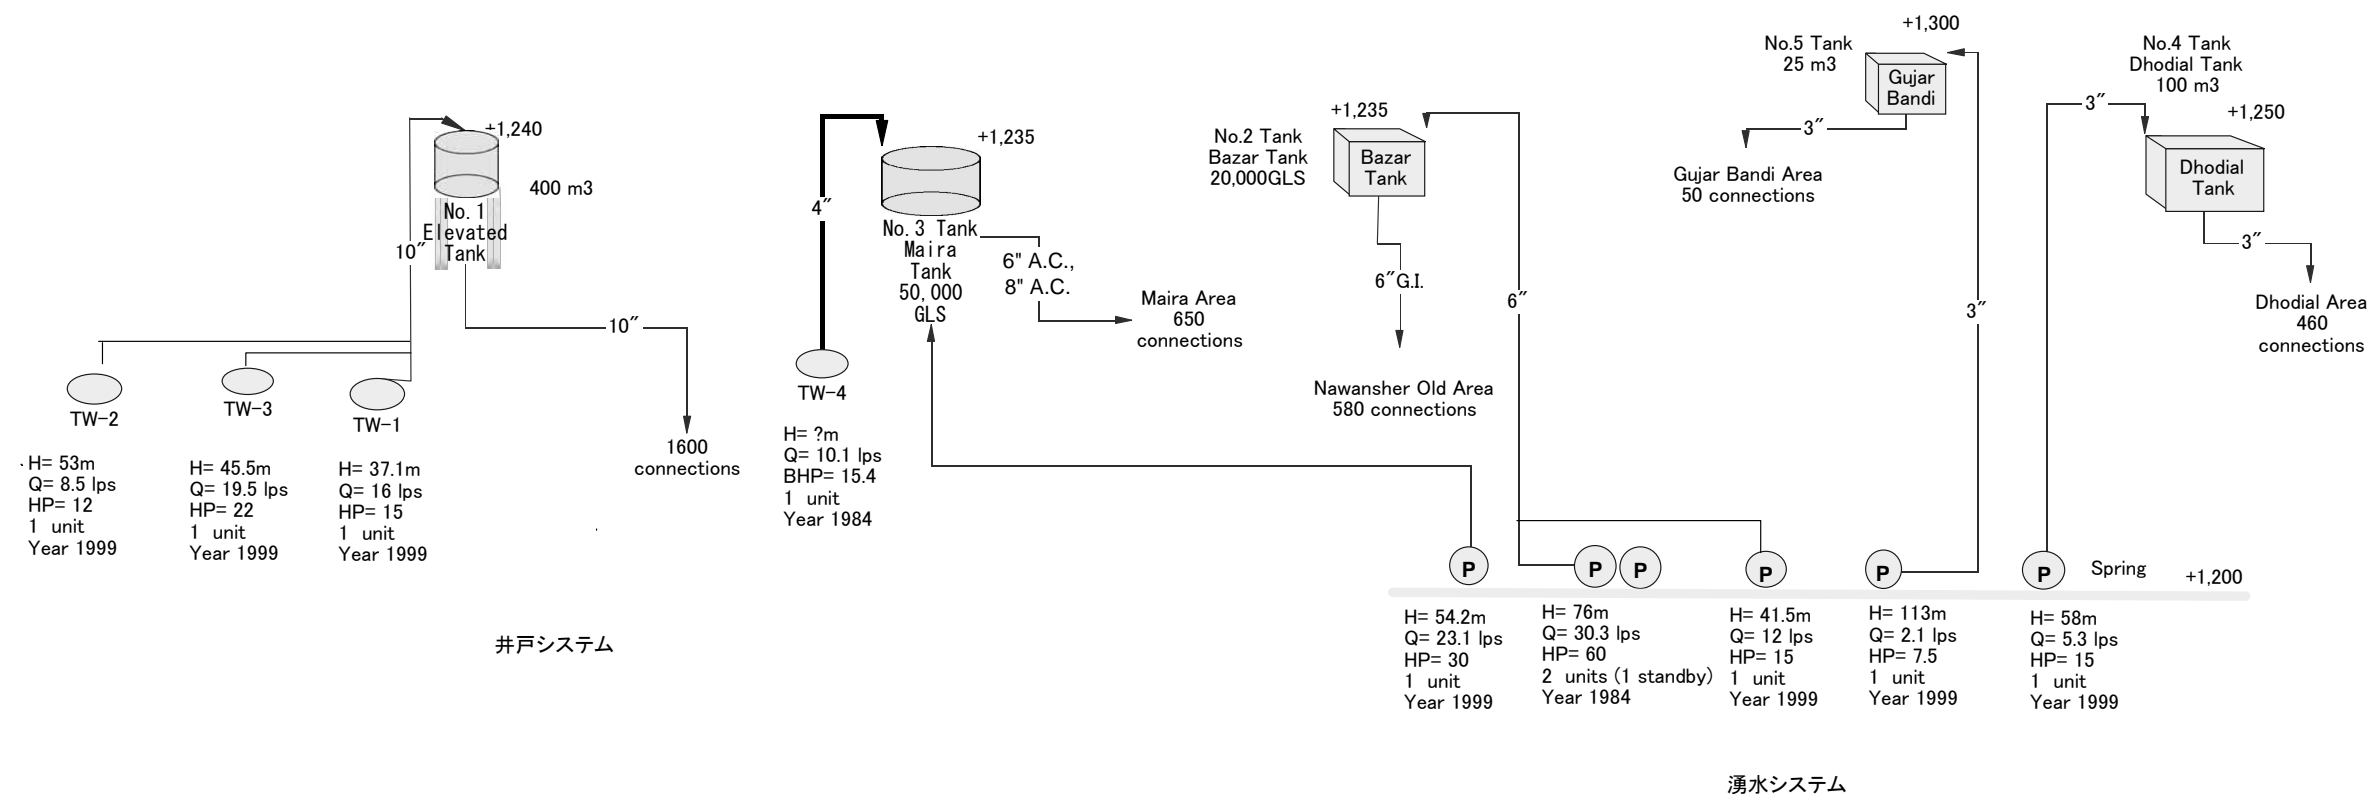 +1,240
400 m3
No.1
Elevated
Tank
10″
10″
1600
connections
TW-2
H= 53m
Q= 8.5 lps
HP= 12
1 unit
Year 1999
TW-3
H= 45.5m
Q= 19.5 lps
HP= 22
1 unit
Year 1999
TW-1
H= 37.1m
Q= 16 lps
HP= 15
1 unit
Year 1999
井戸システム
4″
+1,235
No.3 Tank
Maira
Tank
50,000
GLS
6" A.C.,
8" A.C.
Maira Area
650
connections
TW-4
H= ?m
Q= 10.1 lps
BHP= 15.4
1 unit
Year 1984
+1,235
No.2 Tank
Bazar Tank
20,000GLS
Bazar
Tank
6″G.I.
Nawansher Old Area
580 connections
6″
+1,300
No.5 Tank
25 m3
Gujar
Bandi
3″
Gujar Bandi Area
50 connections
3″
No.4 Tank
Dhodial Tank
100 m3
+1,250
3″
Dhodial
Tank
3″
Dhodial Area
460
connections
P
P
P
P
P
P
Spring
+1,200
H= 54.2m
Q= 23.1 lps
HP= 30
1 unit
Year 1999
H= 76m
Q= 30.3 lps
HP= 60
2 units (1 standby)
Year 1984
H= 41.5m
Q= 12 lps
HP= 15
1 unit
Year 1999
H= 113m
Q= 2.1 lps
HP= 7.5
1 unit
Year 1999
H= 58m
Q= 5.3 lps
HP= 15
1 unit
Year 1999
湧水システム